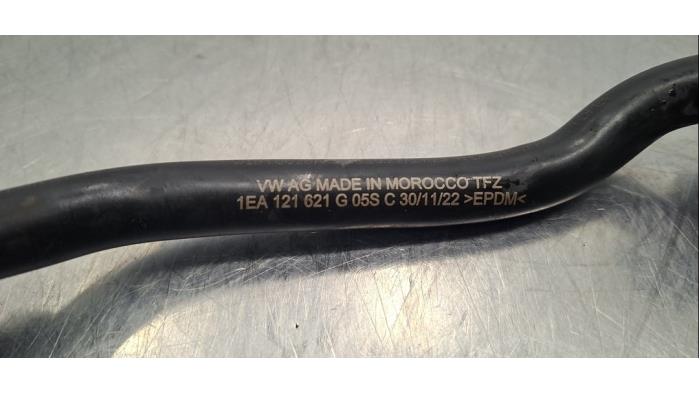 VW AG MADE IN MOROCCO TFZ
1EA 121 621 G 05S C 30/11/22 >EPDM<